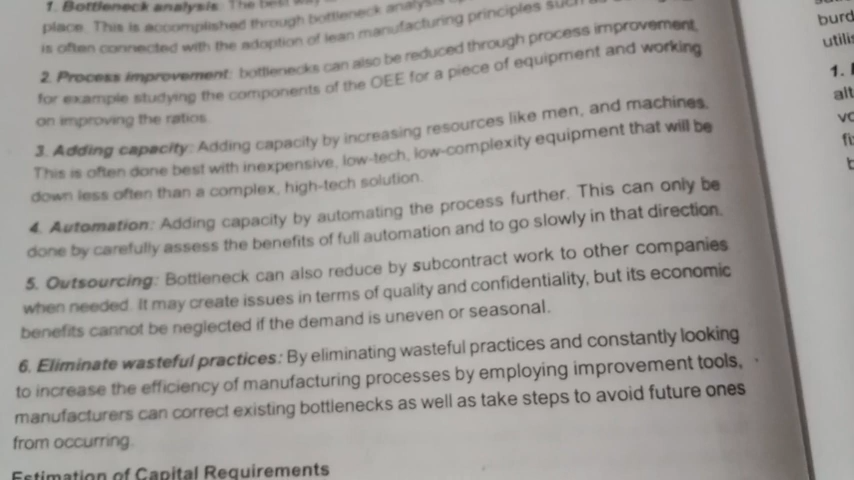 1. Bottleneck analysis: The best way
place. This is accomplished through bottleneck analysis
is often connected with the adoption of lean manufacturing principles such as
2. Process improvement: bottlenecks can also be reduced through process improvement,
for example studying the components of the OEE for a piece of equipment and working
on improving the ratios.
3. Adding capacity: Adding capacity by increasing resources like men, and machines.
This is often done best with inexpensive, low-tech, low-complexity equipment that will be
down less often than a complex, high-tech solution.
4. Automation: Adding capacity by automating the process further. This can only be
done by carefully assess the benefits of full automation and to go slowly in that direction.
5. Outsourcing: Bottleneck can also reduce by subcontract work to other companies
when needed. It may create issues in terms of quality and confidentiality, but its economic
benefits cannot be neglected if the demand is uneven or seasonal.
6. Eliminate wasteful practices: By eliminating wasteful practices and constantly looking
to increase the efficiency of manufacturing processes by employing improvement tools,
manufacturers can correct existing bottlenecks as well as take steps to avoid future ones
from occurring.
Estimation of Capital Requirements
burd
utilis
1.
alt